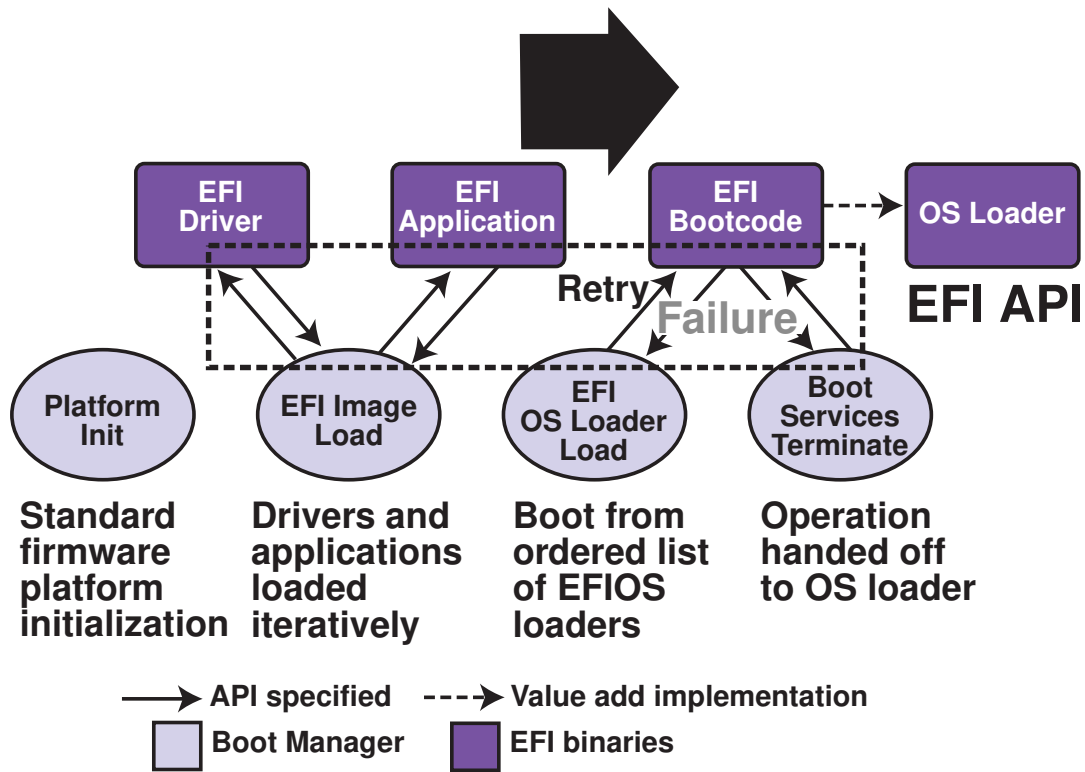 EFI
Driver
EFI
Application
EFI
Bootcode
OS Loader
Retry
Failure
EFI API
Platform
Init
EFI Image
Load
EFI
OS Loader
Load
Boot
Services
Terminate
Standard
firmware
platform
initialization
Drivers and
applications
loaded
iteratively
Boot from
ordered list
of EFIOS
loaders
Operation
handed off
to OS loader
API specified
Value add implementation
Boot Manager
EFI binaries